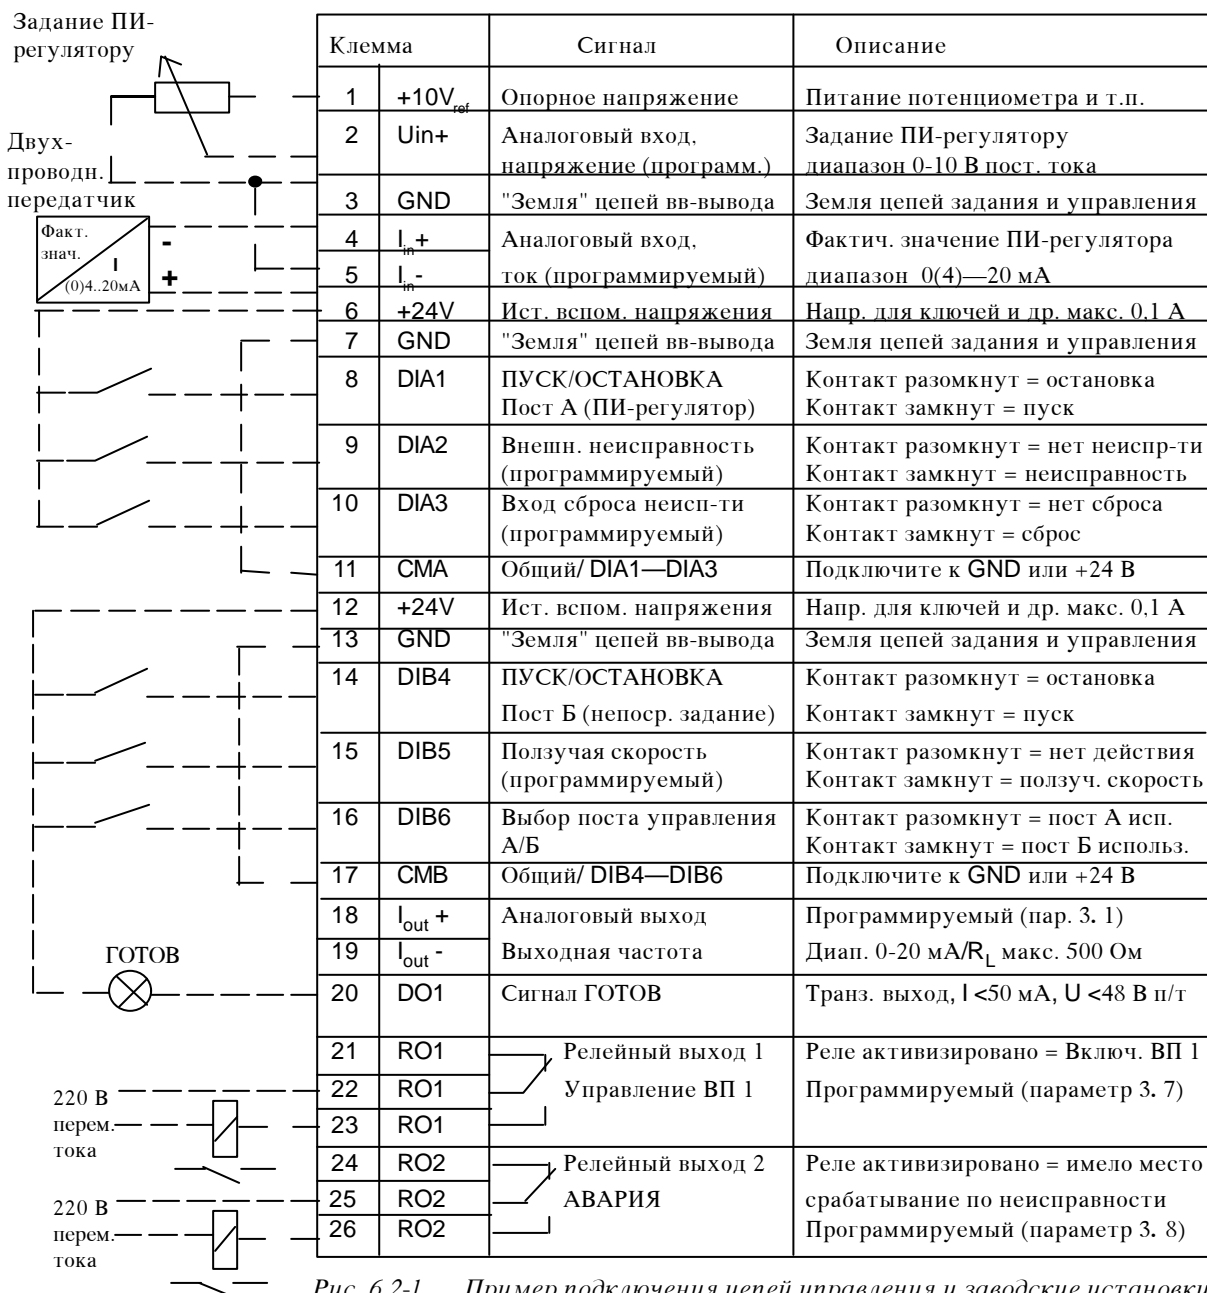 Задание ПИ-
регулятору
Двух-
проводн.
передатчик
Факт.
знач.
I
(0)4..20мА
-
+
ГОТОВ
220 В
перем.
тока
220 В
перем.
тока
Клемма Сигнал Описание
1 +10Vref Опорное напряжение Питание потенциометра и т.п.
2 Uin+ Аналоговый вход, Задание ПИ-регулятору
напряжение (программ.) диапазон 0-10 В пост. тока
3 GND "Земля" цепей вв-вывода Земля цепей задания и управления
4 Iin+ Аналоговый вход, Фактич. значение ПИ-регулятора
5 Iin- ток (программируемый) диапазон 0(4)—20 мА
6 +24V Ист. вспом. напряжения Напр. для ключей и др. макс. 0,1 А
7 GND "Земля" цепей вв-вывода Земля цепей задания и управления
8 DIA1 ПУСК/ОСТАНОВКА Контакт разомкнут = остановка
Пост А (ПИ-регулятор) Контакт замкнут = пуск
9 DIA2 Внешн. неисправность Контакт разомкнут = нет неиспр-ти
(программируемый) Контакт замкнут = неисправность
10 DIA3 Вход сброса неисп-ти Контакт разомкнут = нет сброса
(программируемый) Контакт замкнут = сброс
11 CMA Общий/ DIA1—DIA3 Подключите к GND или +24 В
12 +24V Ист. вспом. напряжения Напр. для ключей и др. макс. 0,1 А
13 GND "Земля" цепей вв-вывода Земля цепей задания и управления
14 DIB4 ПУСК/ОСТАНОВКА Контакт разомкнут = остановка
Пост Б (непоср. задание) Контакт замкнут = пуск
15 DIB5 Ползучая скорость Контакт разомкнут = нет действия
(программируемый) Контакт замкнут = ползуч. скорость
16 DIB6 Выбор поста управления Контакт разомкнут = пост А исп.
А/Б Контакт замкнут = пост Б использ.
17 CMB Общий/ DIB4—DIB6 Подключите к GND или +24 В
18 Iout + Аналоговый выход Программируемый (пар. 3. 1)
19 Iout - Выходная частота Диап. 0-20 мА/RL макс. 500 Ом
20 DO1 Сигнал ГОТОВ Транз. выход, I <50 мА, U <48 В п/т
21 RO1 Релейный выход 1 Реле активизировано = Включ. ВП 1
22 RO1 Управление ВП 1 Программируемый (параметр 3. 7)
23 RO1
24 RO2 Релейный выход 2 Реле активизировано = имело место
25 RO2 АВАРИЯ срабатывание по неисправности
26 RO2 Программируемый (параметр 3. 8)
Рис. 6.2-1 Пример подключения цепей управления и заводские установки